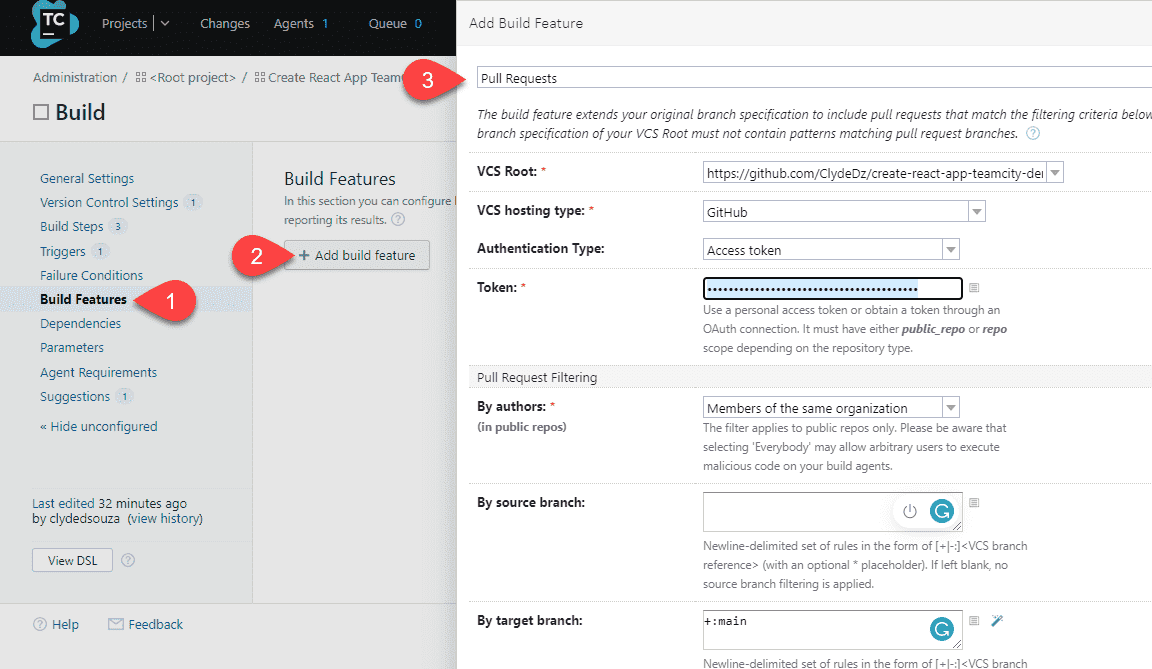 TC
Projects
Changes
Agents 1
Queue 0
Add Build Feature
Administration / <Root project> / Create React App Team
Build
3
Pull Requests
The build feature extends your original branch specification to include pull requests that match the filtering criteria below
branch specification of your VCS Root must not contain patterns matching pull request branches. ?
General Settings
Version Control Settings 1
Build Steps 3
Triggers 1
Failure Conditions
Build Features
1
Dependencies
Parameters
Agent Requirements
Suggestions 1
« Hide unconfigured
Last edited 32 minutes ago
by clydedsouza (view history)
View DSL ?
? Help
Feedback
Build Features
In this section you can configure
reporting its results. ?
2
+ Add build feature
VCS Root: *
https://github.com/ClydeDz/create-react-app-teamcity-de
VCS hosting type: *
GitHub
Authentication Type:
Access token
Token: *
••••••••••••••••••••••••••••••••••••••••
Use a personal access token or obtain a token through an
OAuth connection. It must have either public_repo or repo
scope depending on the repository type.
Pull Request Filtering
By authors: *
(in public repos)
Members of the same organization
The filter applies to public repos only. Please be aware that
selecting 'Everybody' may allow arbitrary users to execute
malicious code on your build agents.
By source branch:
Newline-delimited set of rules in the form of [+|-:]<VCS branch
reference> (with an optional * placeholder). If left blank, no
source branch filtering is applied.
By target branch:
+:main
Newline-delimited set of rules in the form of [+|-:]<VCS branch